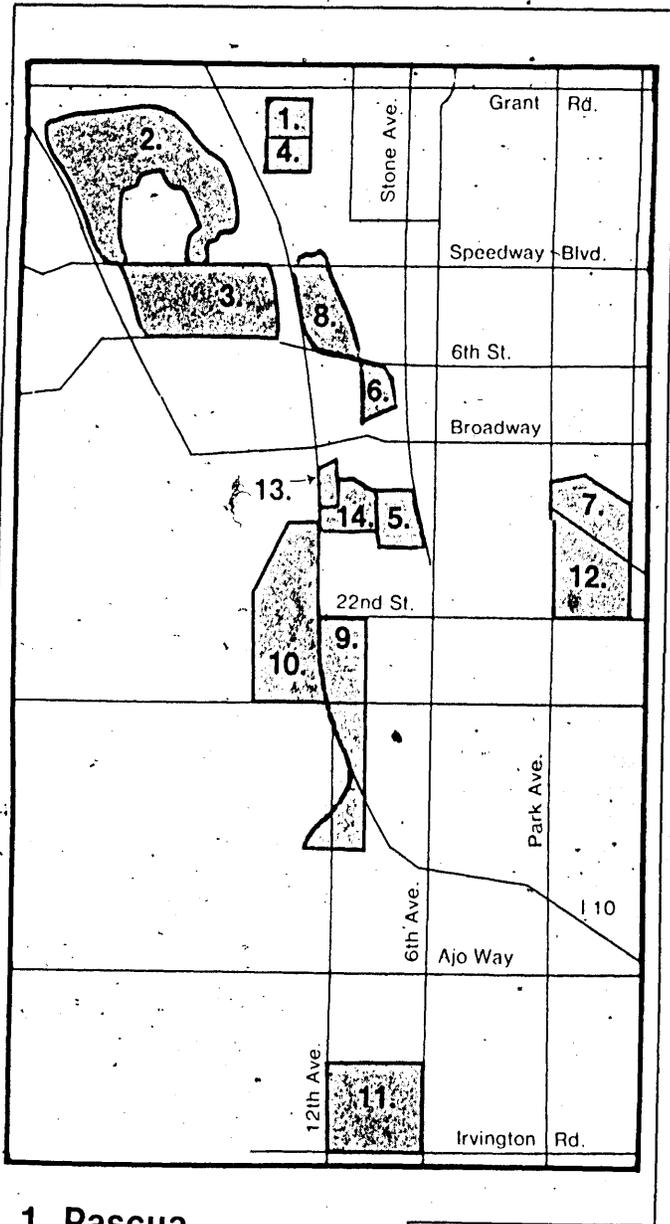 Grant Rd.
1.
2.
4.
Stone Ave.
Speedway Blvd.
3.
8.
6th St.
6.
Broadway
13.
14.
5.
7.
12.
22nd St.
9.
10.
Park Ave.
I 10
6th Ave.
Ajo Way
12th Ave.
11.
Irvington Rd.
1. Pascua